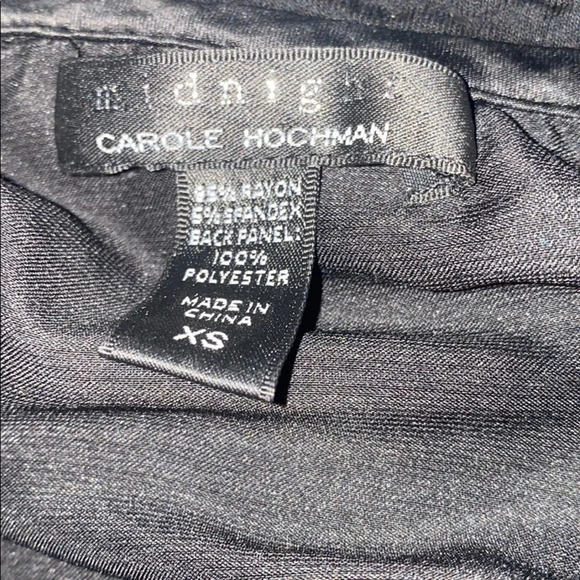 midnight
CAROLE HOCHMAN
95% RAYON
5% SPANDEX
BACK PANEL:
100%
POLYESTER
MADE IN
CHINA
XS